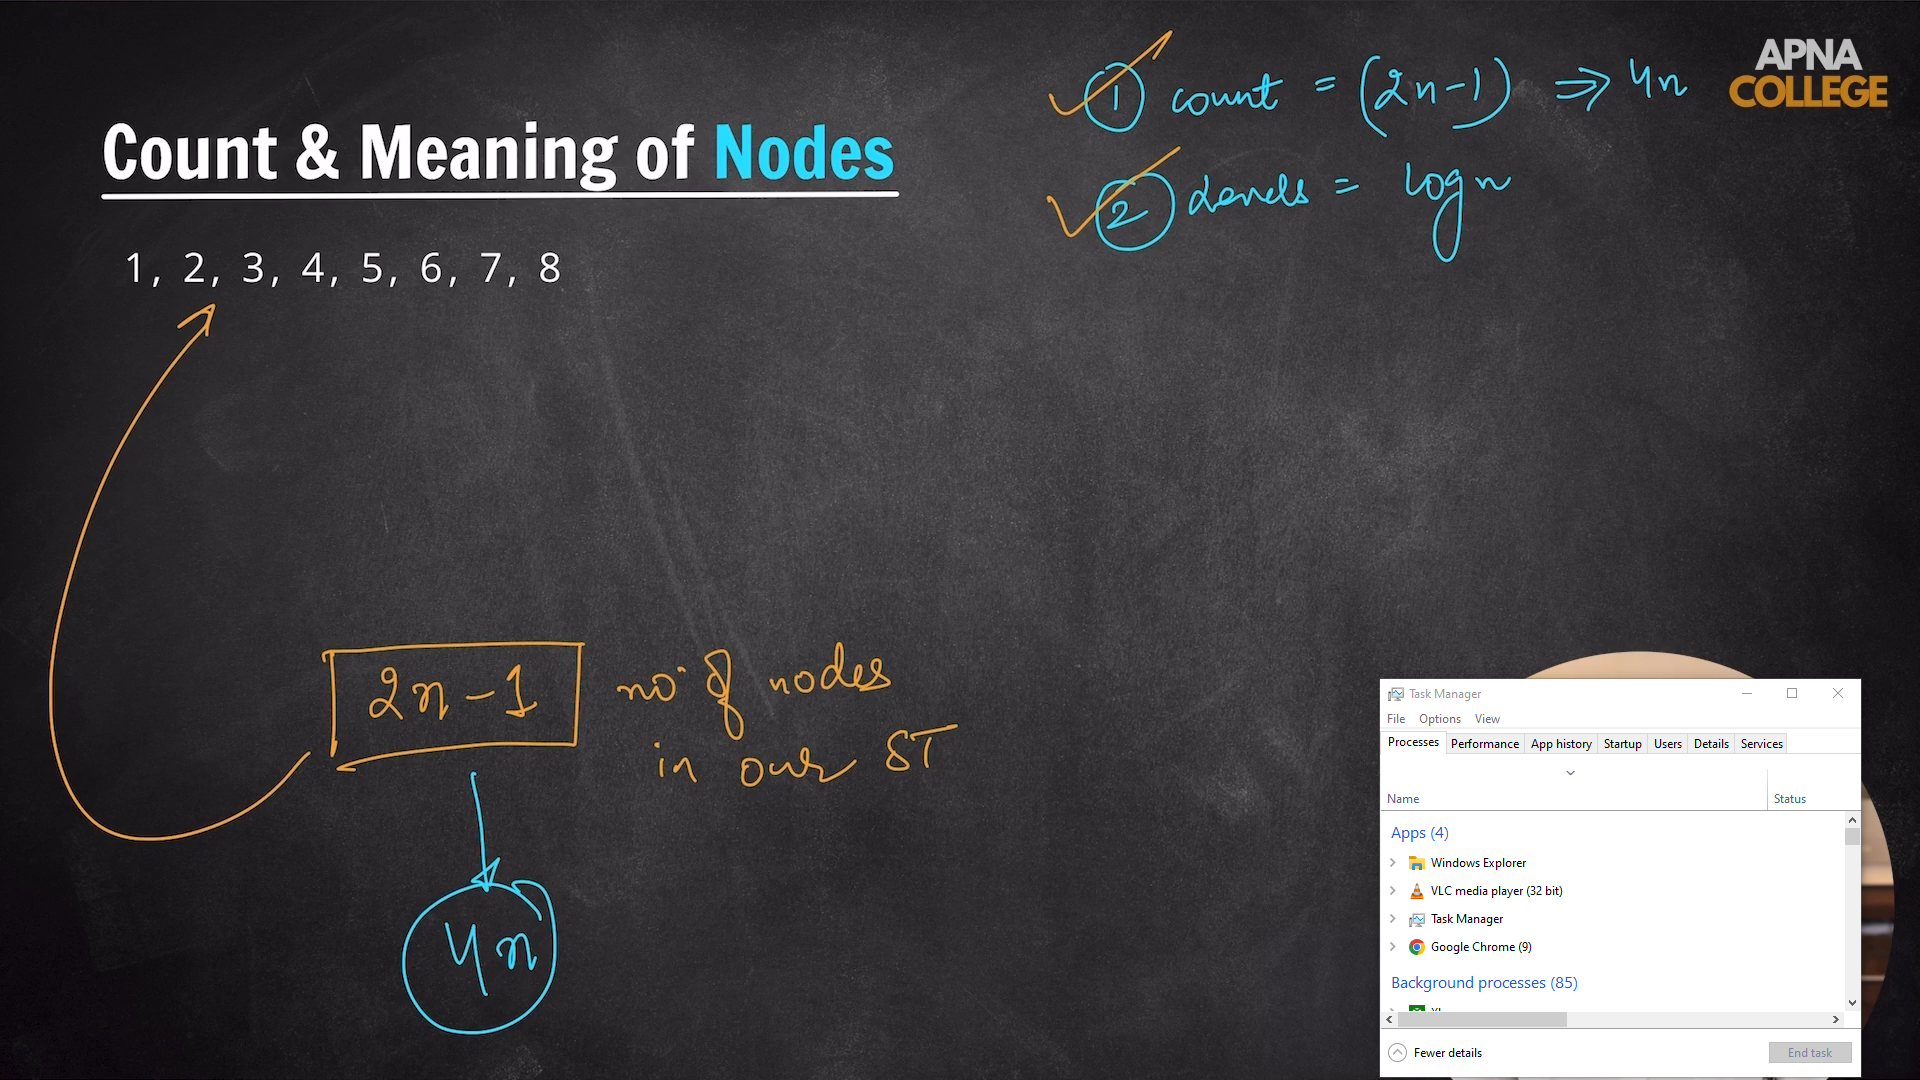 ① count = (2n-1) ⇒ 4n
APNA
COLLEGE
Count & Meaning of Nodes
② Levels = log n
1, 2, 3, 4, 5, 6, 7, 8
2n-1 no. of nodes
in our ST
4n
Task Manager
File Options View
Processes Performance App history Startup Users Details Services
Name Status
Apps (4)
Windows Explorer
VLC media player (32 bit)
Task Manager
Google Chrome (9)
Background processes (85)
Fewer details End task